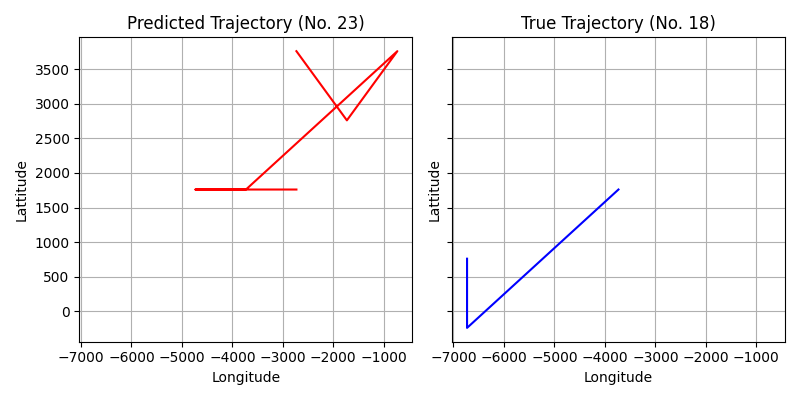 Predicted Trajectory (No. 23)
True Trajectory (No. 18)
Lattitude
3500
3000
2500
2000
1500
1000
500
0
−7000 −6000 −5000 −4000 −3000 −2000 −1000
Longitude
Lattitude
−7000 −6000 −5000 −4000 −3000 −2000 −1000
Longitude